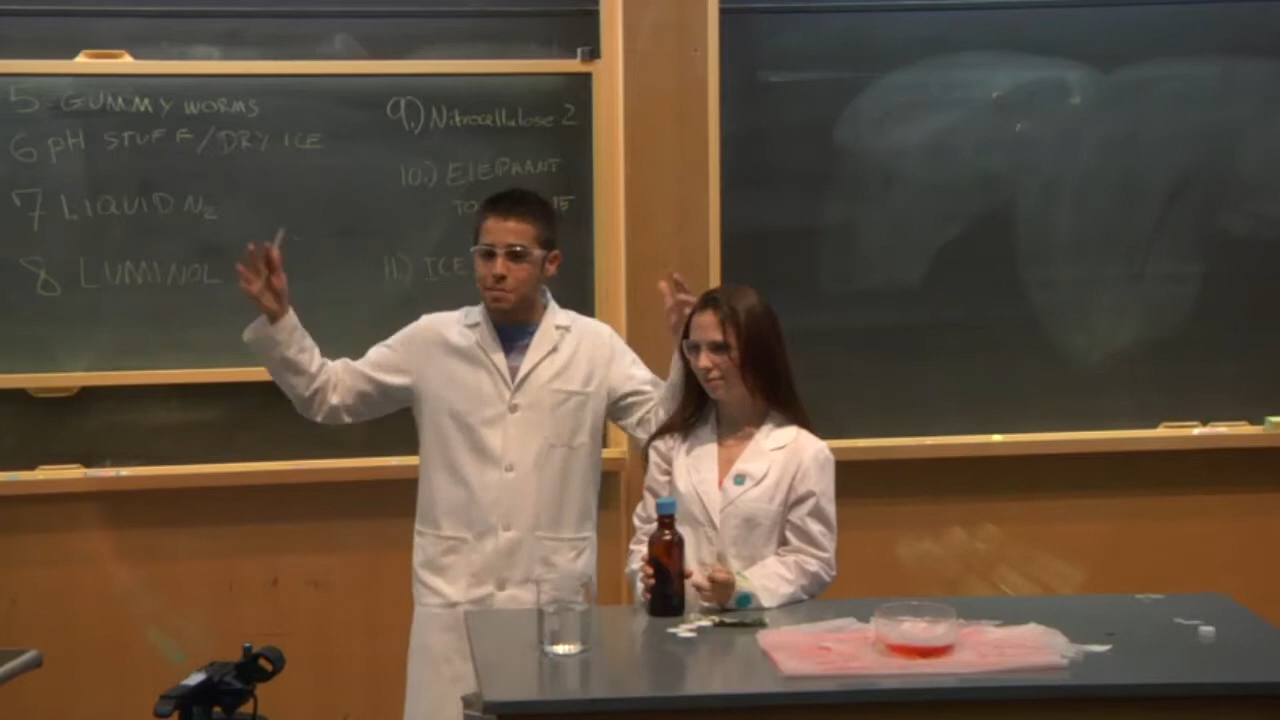 5 GUMMY WORMS
6 pH STUFF/DRY ICE
7 LIQUID N2
8 LUMINOL
9.) Nitrocellulose 2
10.) ELEPHANT
11.) ICE